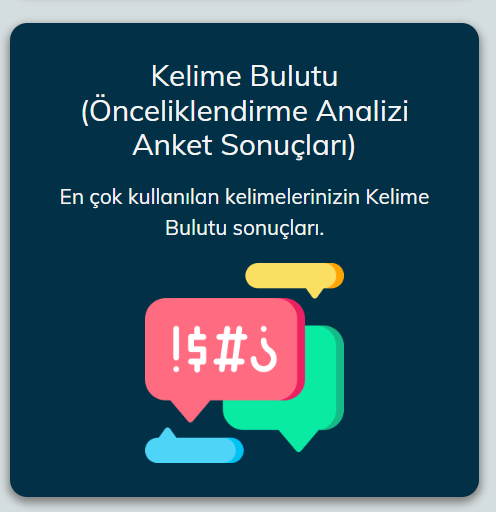 Kelime Bulutu
(Önceliklendirme Analizi
Anket Sonuçları)
En çok kullanılan kelimelerinizin Kelime
Bulutu sonuçları.
!$#¿